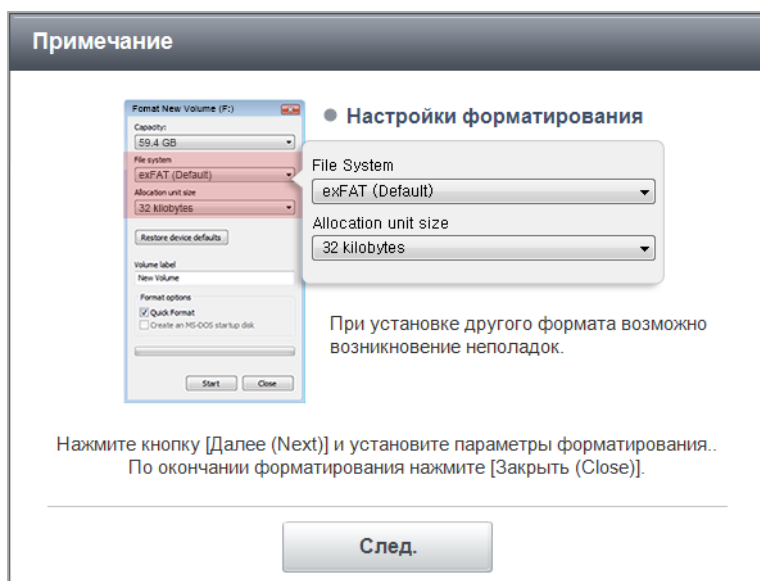 Примечание
Fomat New Volume (F:)
Capadty:
59.4 GB
File system
exFAT (Default)
Allocation unit size
32 kilobytes
Restore device defaults
Volume label
New Volume
Format options
Quick Format
Create an MS-DOS startup disk
Start Close
Настройки форматирования
File System
exFAT (Default)
Allocation unit size
32 kilobytes
При установке другого формата возможно
возникновение неполадок.
Нажмите кнопку [Далее (Next)] и установите параметры форматирования..
По окончании форматирования нажмите [Закрыть (Close)].
След.